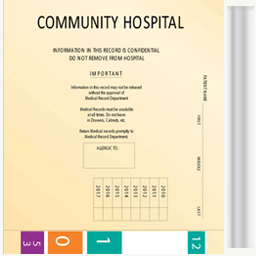 COMMUNITY HOSPITAL
INFORMATION IN THIS RECORD IS CONFIDENTIAL
DO NOT REMOVE FROM HOSPITAL
IMPORTANT
Information in this record may not be released
without the approval of
Medical Record Department
Medical Records must be available
at all times. Do not leave
in Drawers, Cabinets, etc.
Return Medical records promptly to
Medical Record Department.
ALLERGIC TO:
2017 2016 2015 2014 2013 2012 2011 2010
PATIENT NAME
FIRST
MIDDLE
LAST
5
3
0
1
12